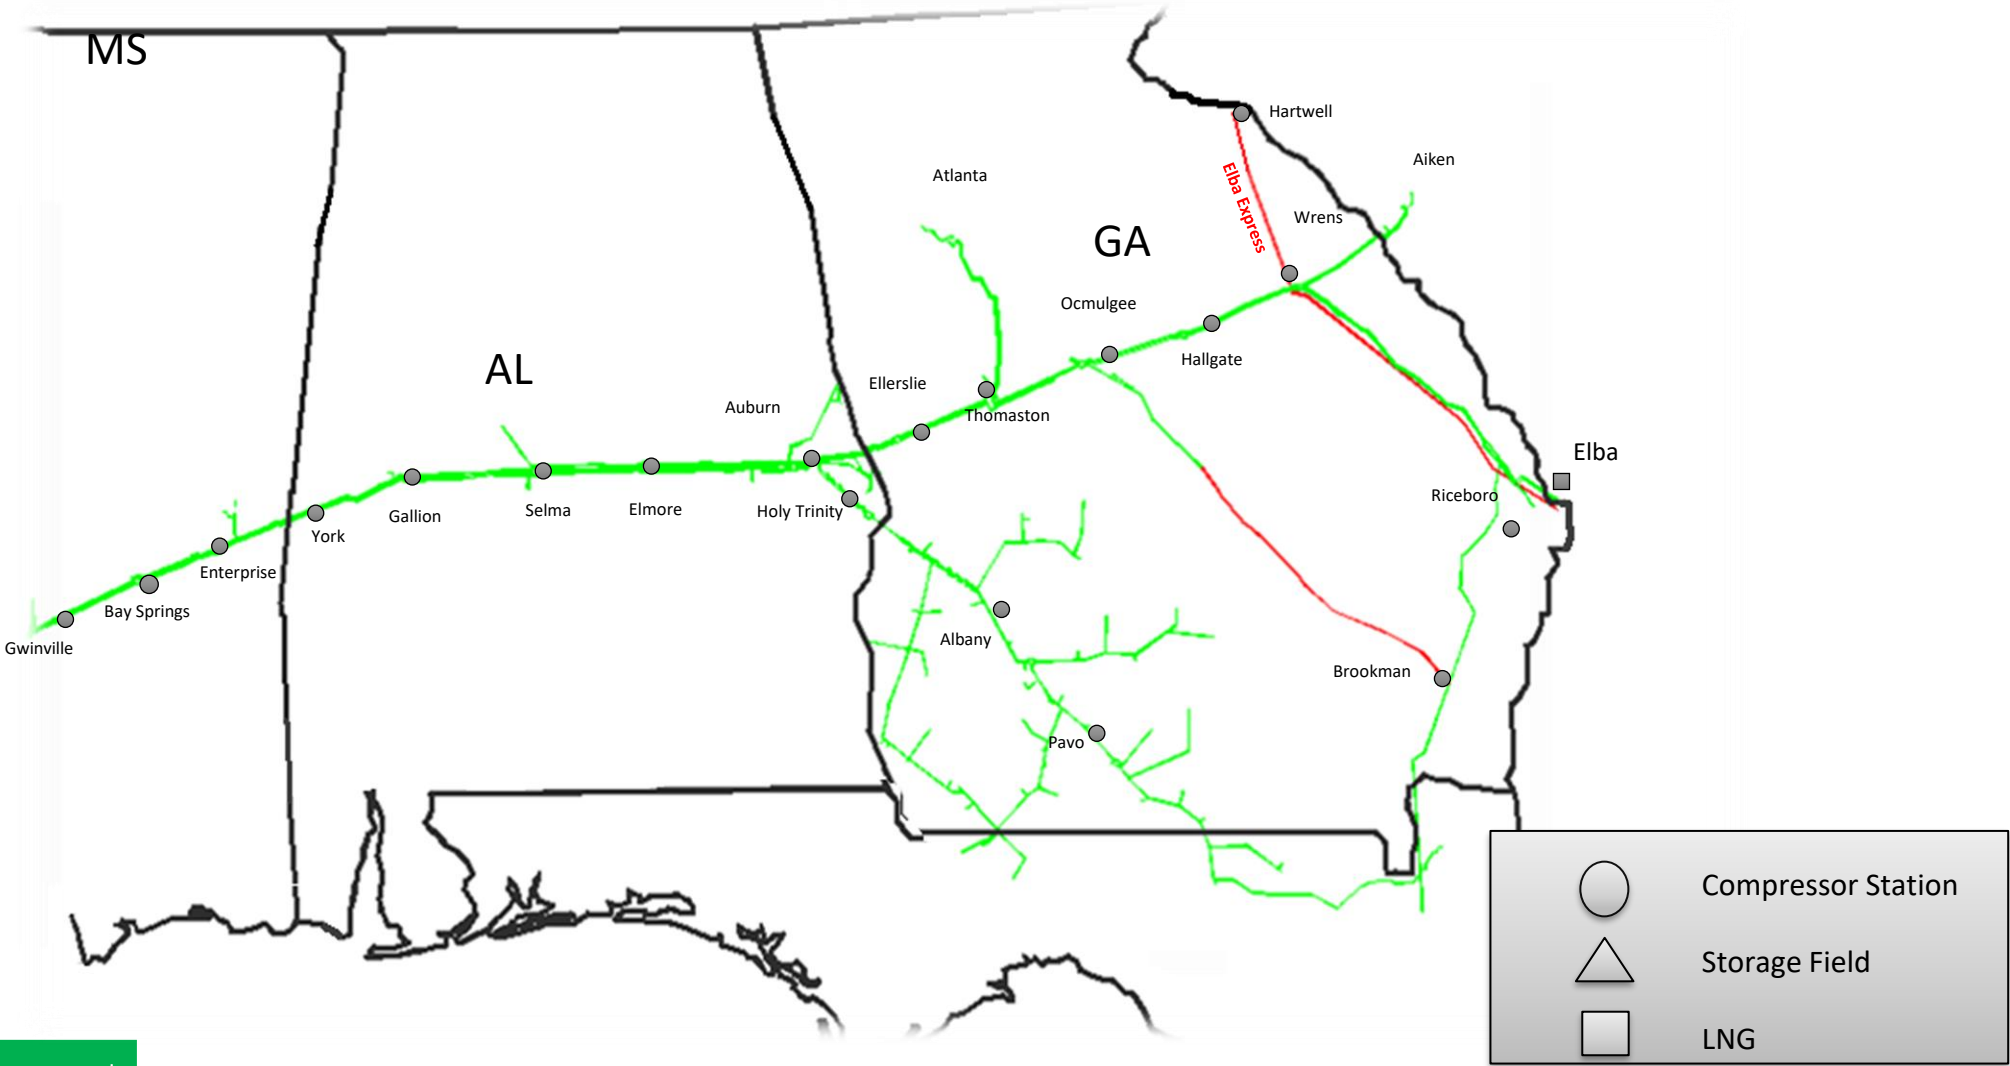 MS
Hartwell
Aiken
Atlanta
Elba Express
Wrens
GA
Ocmulgee
Hallgate
AL
Ellerslie
Auburn
Thomaston
Elba
Riceboro
Holy Trinity
Selma
Elmore
Gallion
York
Enterprise
Bay Springs
Gwinville
Albany
Brookman
Pavo
Compressor Station
Storage Field
LNG